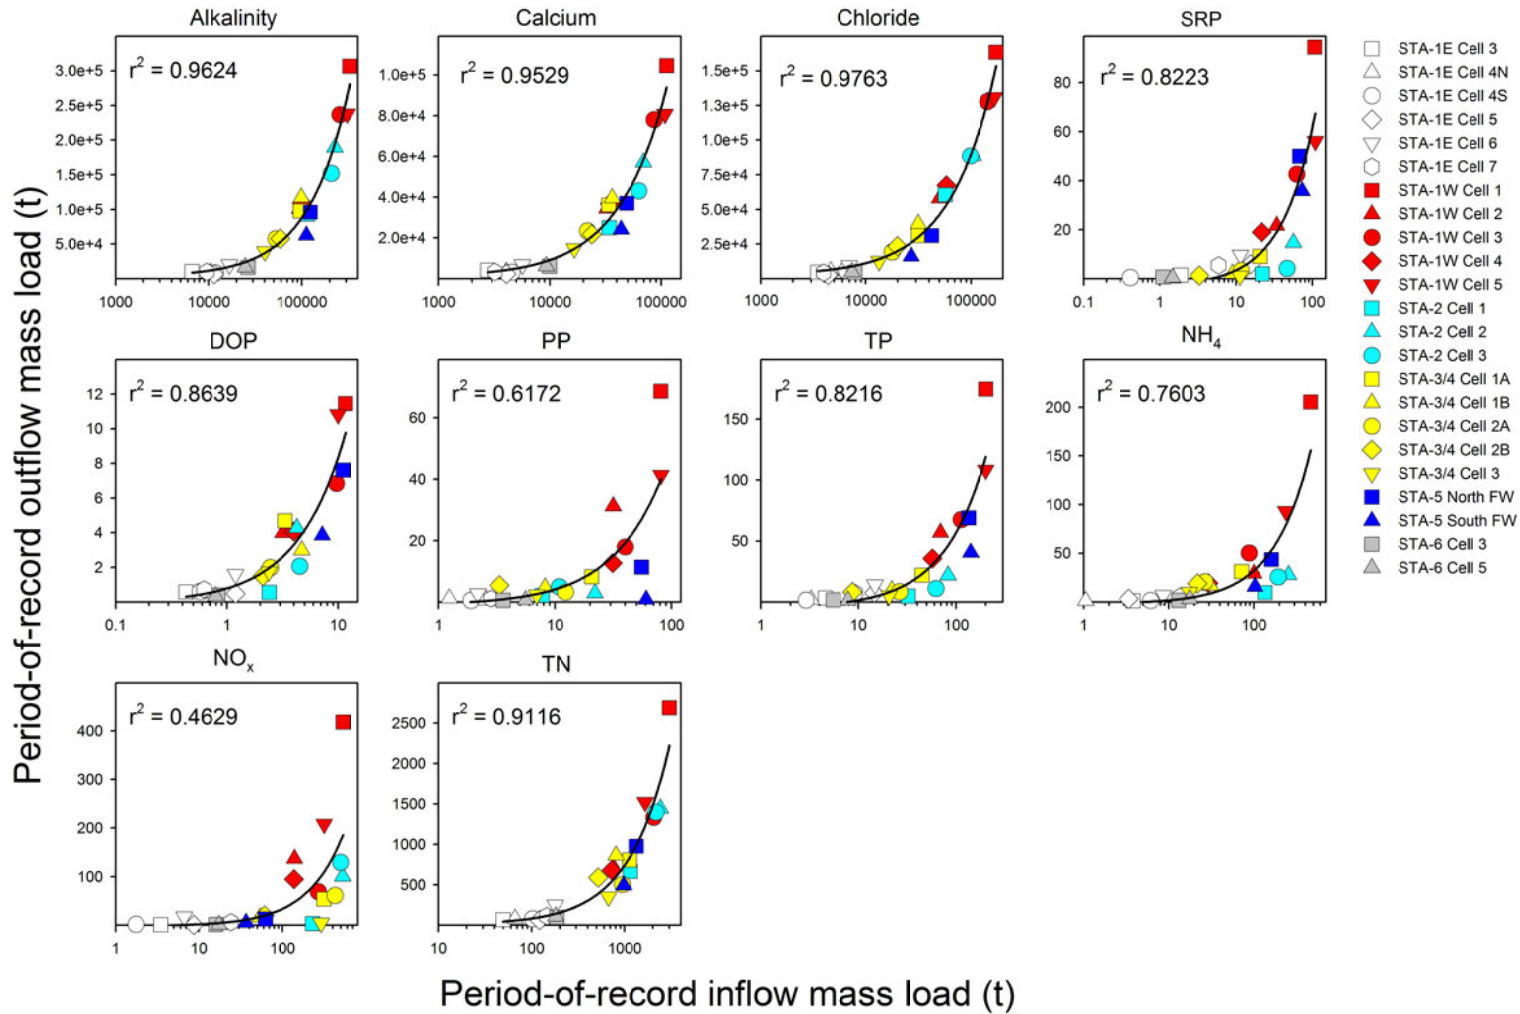 Alkalinity
Calcium
Chloride
SRP
r² = 0.9624
r² = 0.9529
r² = 0.9763
r² = 0.8223
3.0e+5
2.5e+5
2.0e+5
1.5e+5
1.0e+5
5.0e+4
1000 10000 100000
1.0e+5
8.0e+4
6.0e+4
4.0e+4
2.0e+4
1000 10000 100000
1.5e+5
1.3e+5
1.0e+5
7.5e+4
5.0e+4
2.5e+4
1000 10000 100000
80
60
40
20
0.1 1 10 100
DOP
PP
TP
NH₄
r² = 0.8639
r² = 0.6172
r² = 0.8216
r² = 0.7603
12
10
8
6
4
2
0.1 1 10
60
40
20
1 10 100
150
100
50
1 10 100
200
150
100
50
1 10 100
NOₓ
TN
r² = 0.4629
r² = 0.9116
400
300
200
100
1 10 100
2500
2000
1500
1000
500
10 100 1000
Period-of-record outflow mass load (t)
Period-of-record inflow mass load (t)
STA-1E Cell 3
STA-1E Cell 4N
STA-1E Cell 4S
STA-1E Cell 5
STA-1E Cell 6
STA-1E Cell 7
STA-1W Cell 1
STA-1W Cell 2
STA-1W Cell 3
STA-1W Cell 4
STA-1W Cell 5
STA-2 Cell 1
STA-2 Cell 2
STA-2 Cell 3
STA-3/4 Cell 1A
STA-3/4 Cell 1B
STA-3/4 Cell 2A
STA-3/4 Cell 2B
STA-3/4 Cell 3
STA-5 North FW
STA-5 South FW
STA-6 Cell 3
STA-6 Cell 5